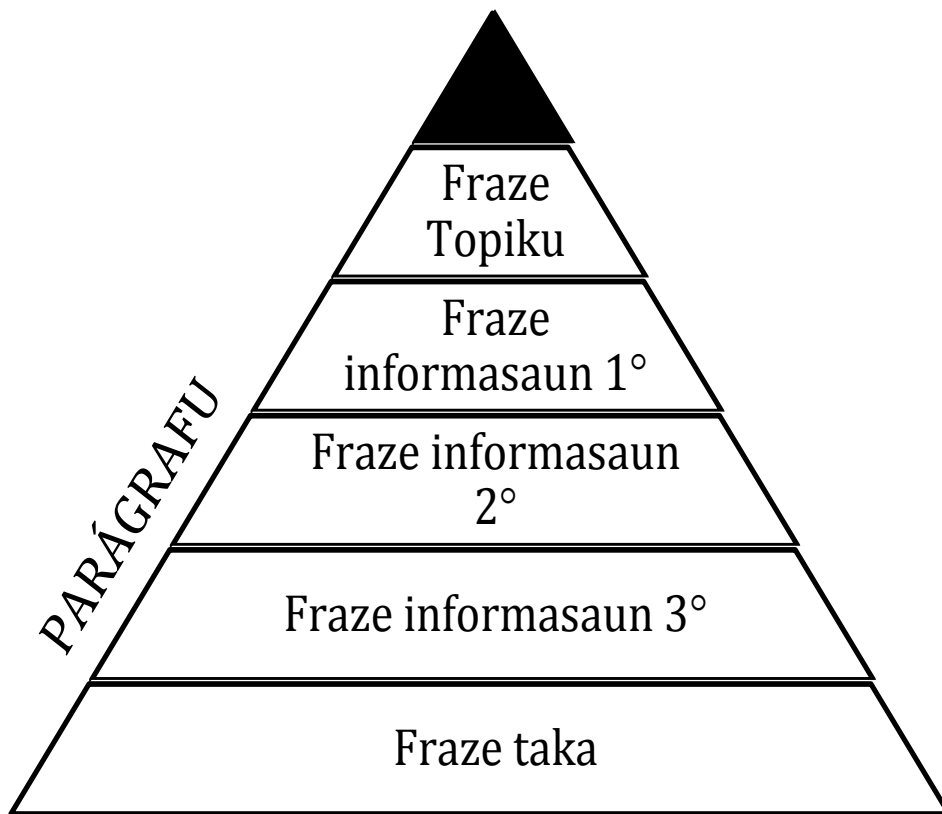 Fraze
Topiku
Fraze
informasaun 1°
Fraze informasaun
2°
PARÁGRAFU
Fraze informasaun 3°
Fraze taka